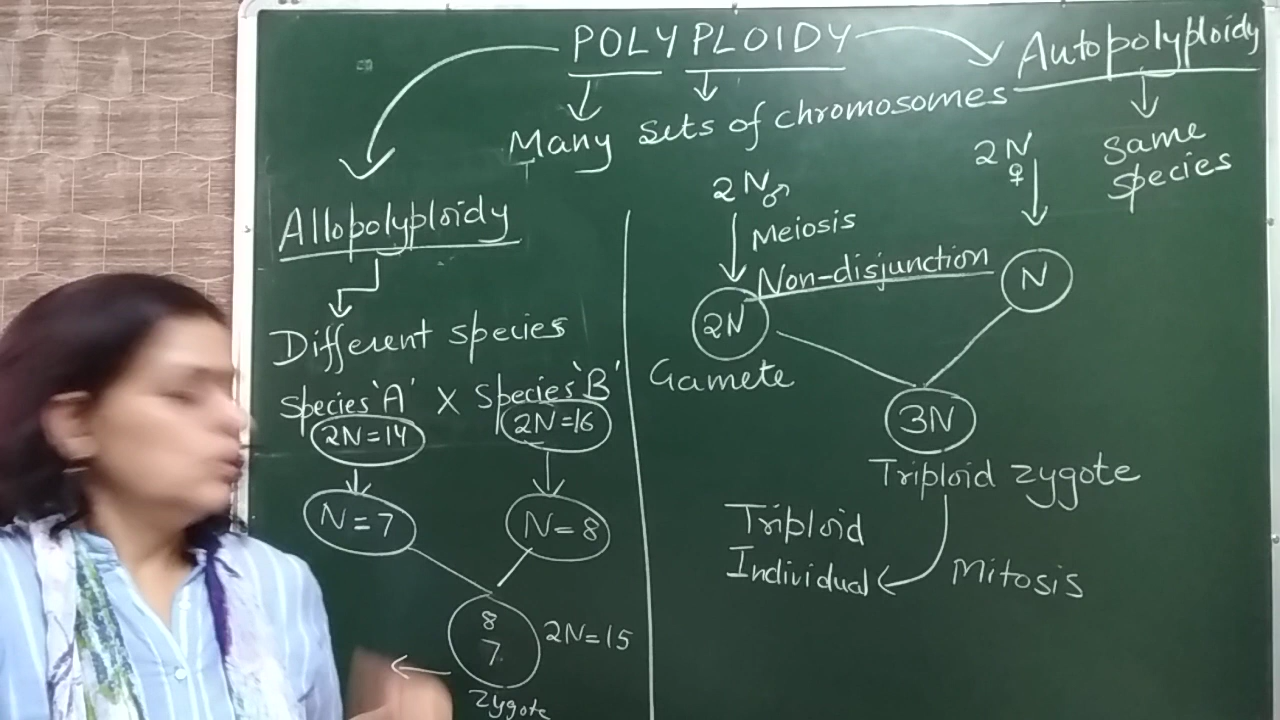 POLYPLOIDY
Many sets of chromosomes
Allopolyploidy
Different species
Species 'A' X Species 'B'
2N=14 2N=16
N=7 N=8
8
7
2N=15
Zygote
Autopolyploidy
Same
species
2N♂ 2N♀
Meiosis
Non-disjunction
2N N
Gamete
3N
Triploid zygote
Mitosis
Triploid
Individual